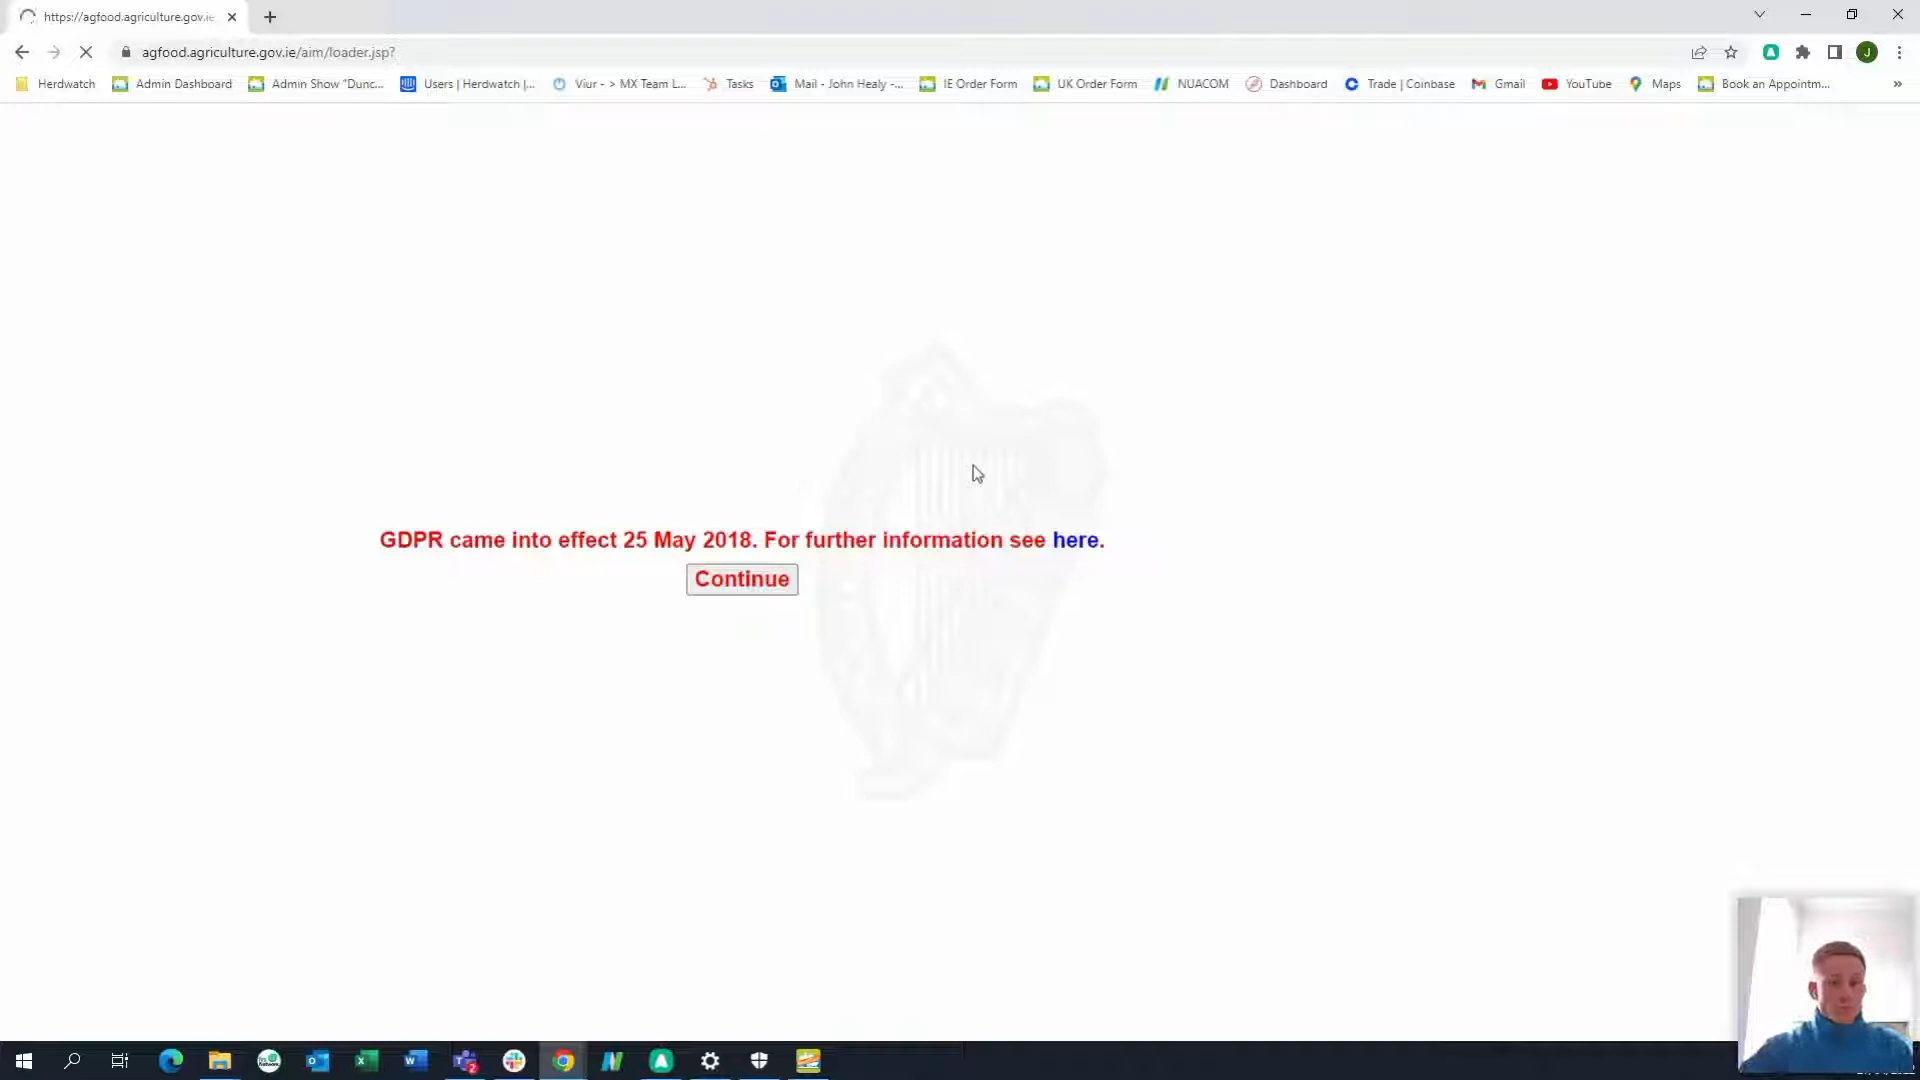 https://agfood.agriculture.gov.ie
agfood.agriculture.gov.ie/aim/loader.jsp?
J
Herdwatch
Admin Dashboard
Admin Show "Dunc...
Users | Herdwatch |...
Viur - > MX Team L...
Tasks
Mail - John Healy -...
IE Order Form
UK Order Form
NUACOM
Dashboard
Trade | Coinbase
Gmail
YouTube
Maps
Book an Appointm...
GDPR came into effect 25 May 2018. For further information see here.
Continue